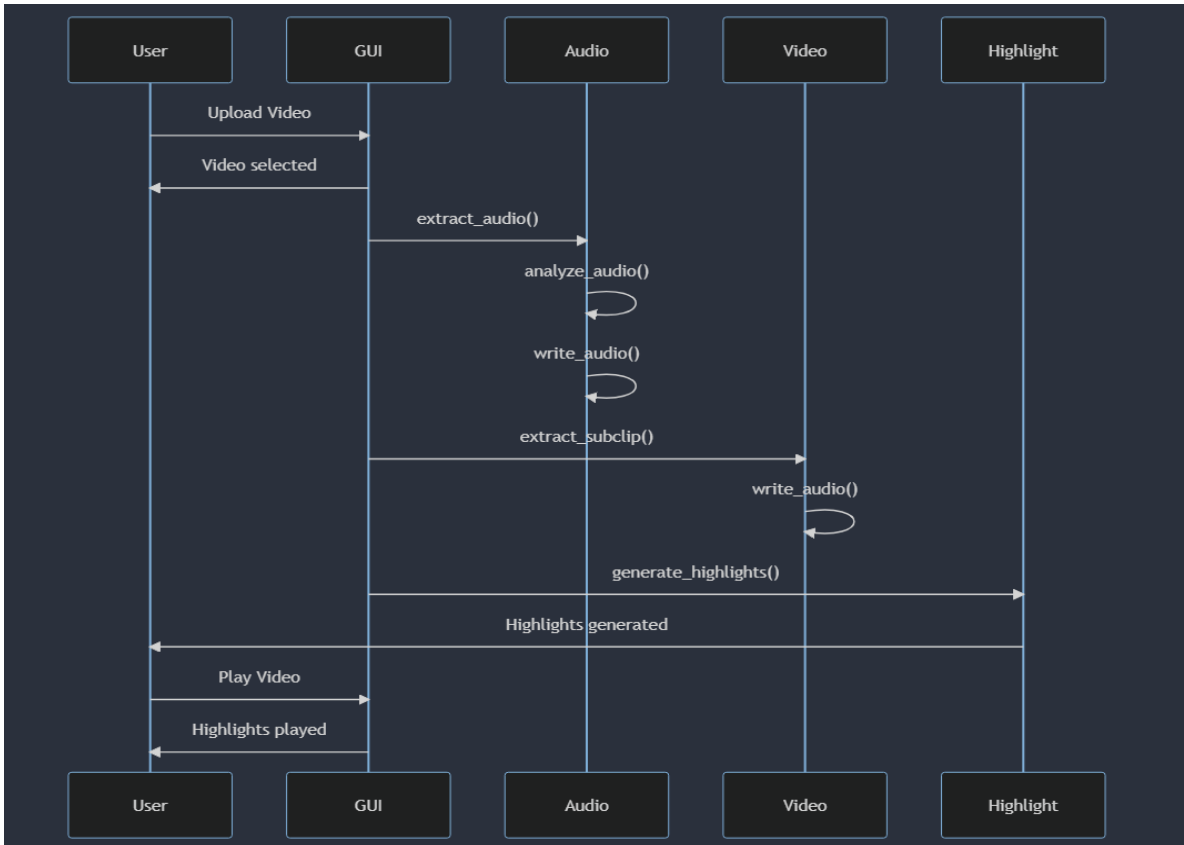 User
GUI
Audio
Video
Highlight
Upload Video
Video selected
extract_audio()
analyze_audio()
write_audio()
extract_subclip()
write_audio()
generate_highlights()
Highlights generated
Play Video
Highlights played
User
GUI
Audio
Video
Highlight